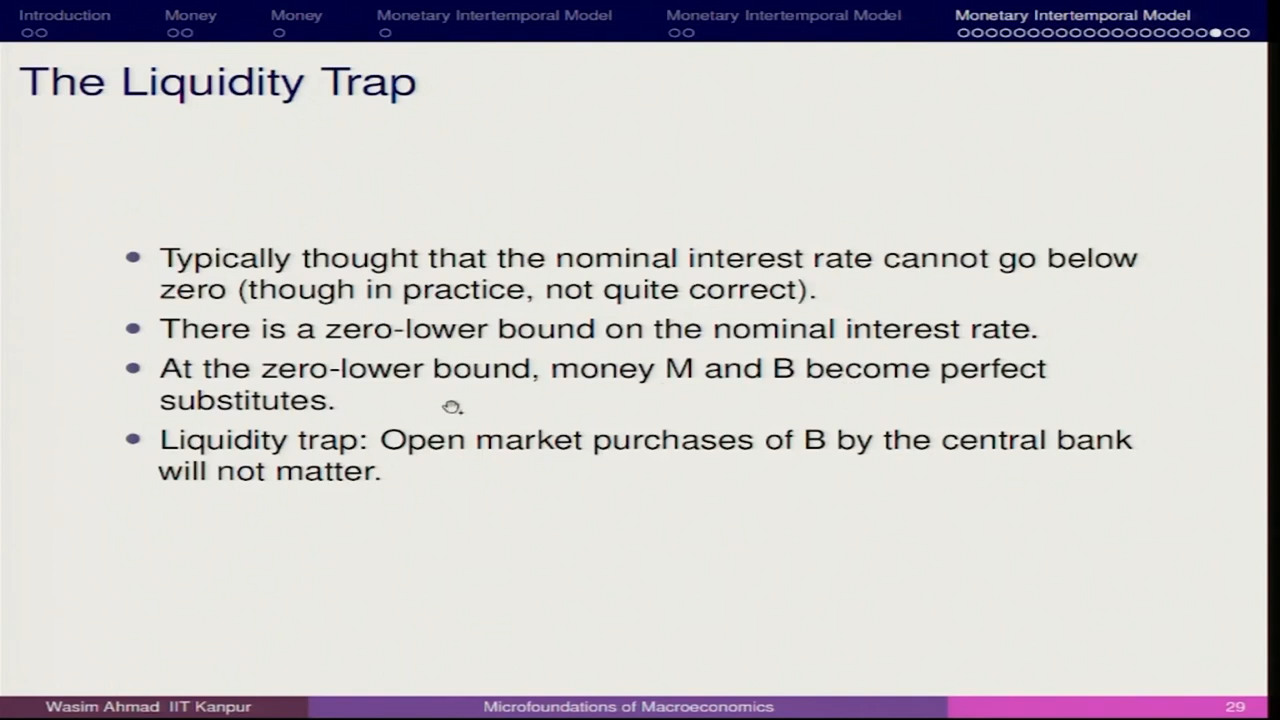 Introduction Money Money Monetary Intertemporal Model Monetary Intertemporal Model Monetary Intertemporal Model
The Liquidity Trap
Typically thought that the nominal interest rate cannot go below
zero (though in practice, not quite correct).
There is a zero-lower bound on the nominal interest rate.
At the zero-lower bound, money M and B become perfect
substitutes.
Liquidity trap: Open market purchases of B by the central bank
will not matter.
Wasim Ahmad IIT Kanpur Microfoundations of Macroeconomics 29